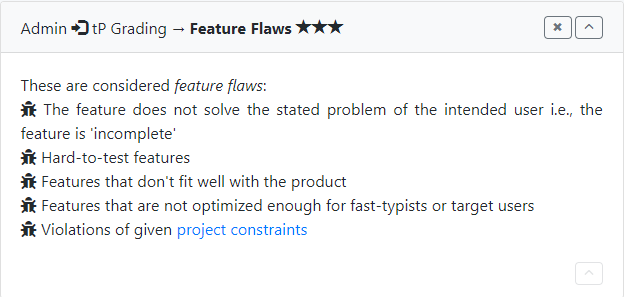 Admin tP Grading → Feature Flaws ★★★
These are considered feature flaws:
The feature does not solve the stated problem of the intended user i.e., the
feature is 'incomplete'
Hard-to-test features
Features that don't fit well with the product
Features that are not optimized enough for fast-typists or target users
Violations of given project constraints